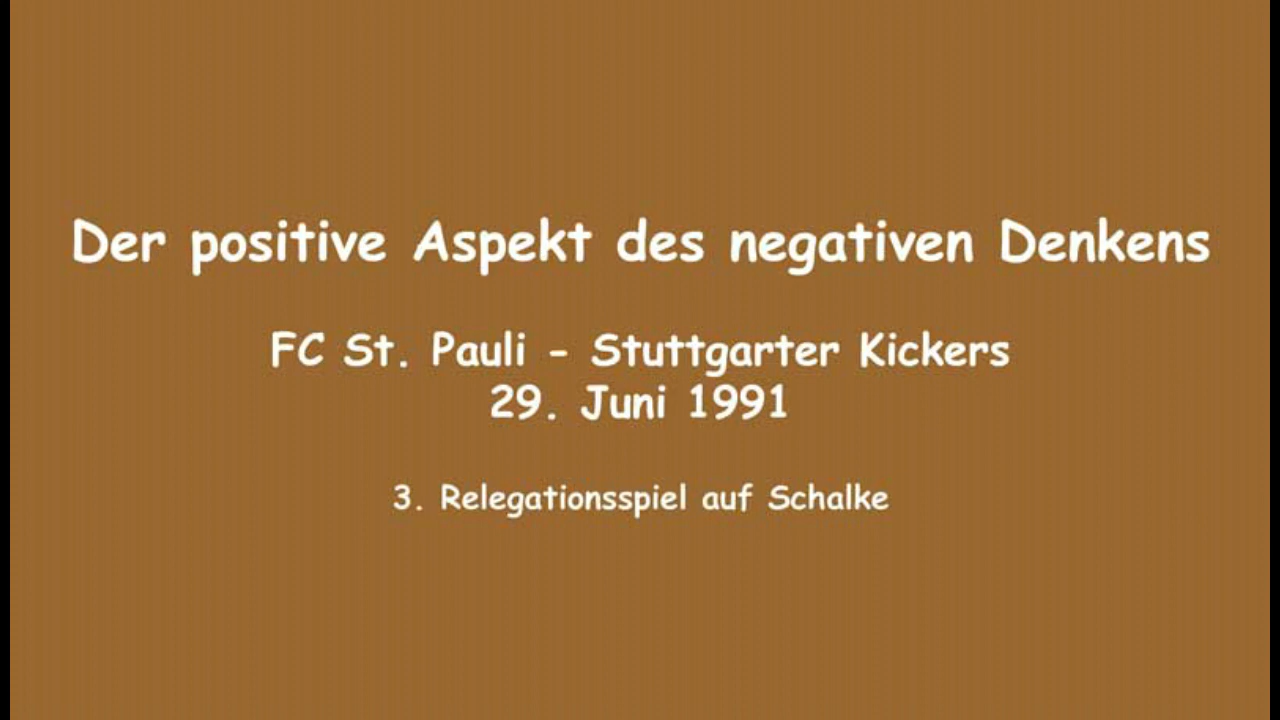 Der positive Aspekt des negativen Denkens
FC St. Pauli - Stuttgarter Kickers
29. Juni 1991
3. Relegationsspiel auf Schalke